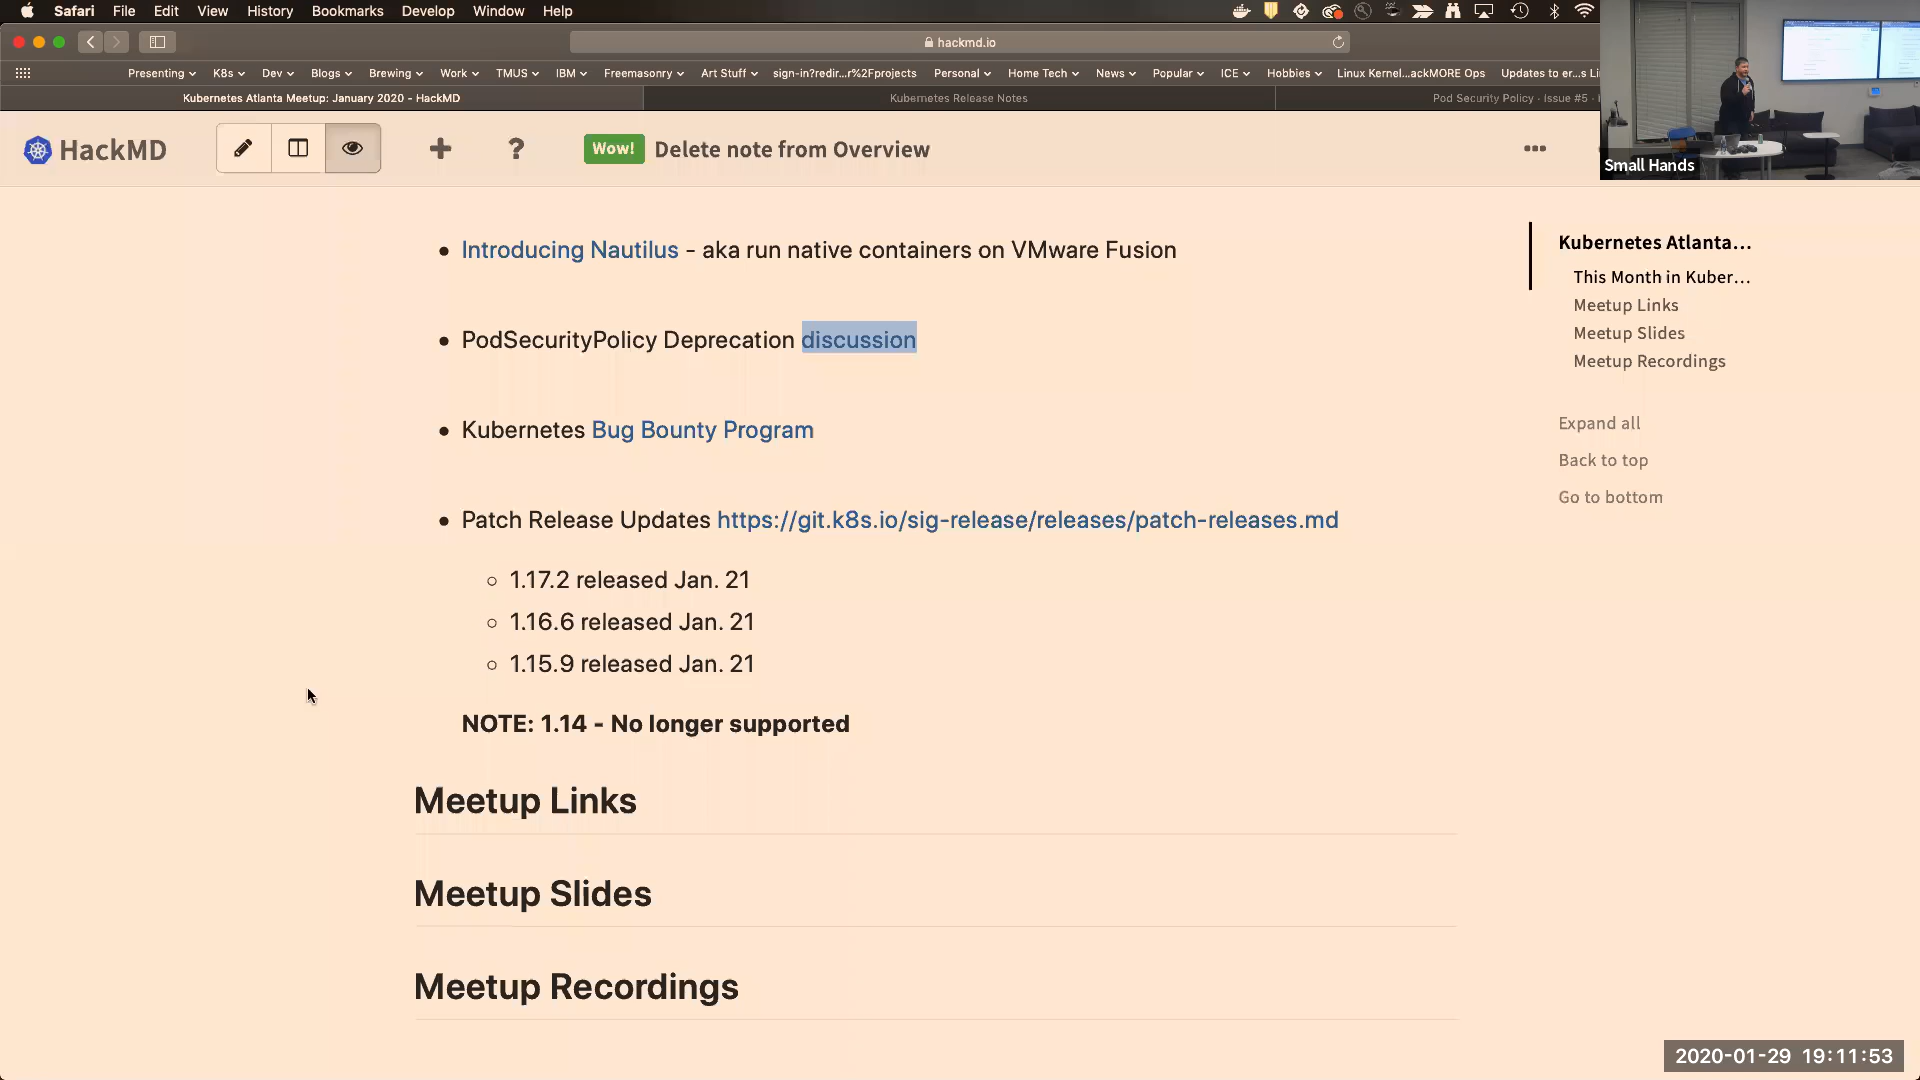 Safari File Edit View History Bookmarks Develop Window Help
hackmd.io
Presenting K8s Dev Blogs Brewing Work TMUS IBM Freemasonry Art Stuff sign-in?redir...r%2Fprojects Personal Home Tech News Popular ICE Hobbies Linux Kernel...ackMORE Ops Updates to er...s Li
Kubernetes Atlanta Meetup: January 2020 - HackMD
Kubernetes Release Notes
Pod Security Policy · Issue #5 ·
HackMD
Wow! Delete note from Overview
Small Hands
Introducing Nautilus - aka run native containers on VMware Fusion
PodSecurityPolicy Deprecation discussion
Kubernetes Bug Bounty Program
Patch Release Updates https://git.k8s.io/sig-release/releases/patch-releases.md
1.17.2 released Jan. 21
1.16.6 released Jan. 21
1.15.9 released Jan. 21
NOTE: 1.14 - No longer supported
Meetup Links
Meetup Slides
Meetup Recordings
Kubernetes Atlanta...
This Month in Kuber...
Meetup Links
Meetup Slides
Meetup Recordings
Expand all
Back to top
Go to bottom
2020-01-29 19:11:53